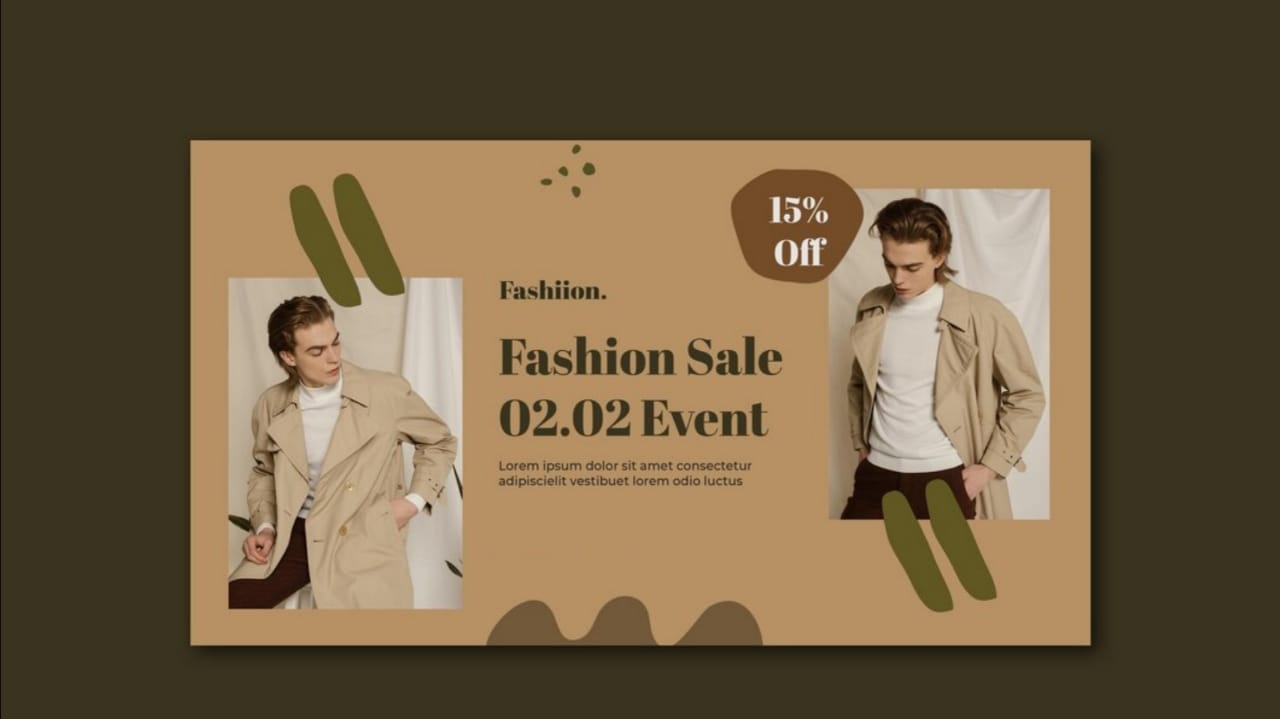 15%
Off
Fashiion.
Fashion Sale
02.02 Event
Lorem ipsum dolor sit amet consectetur
adipiscielit vestibuet lorem odio luctus